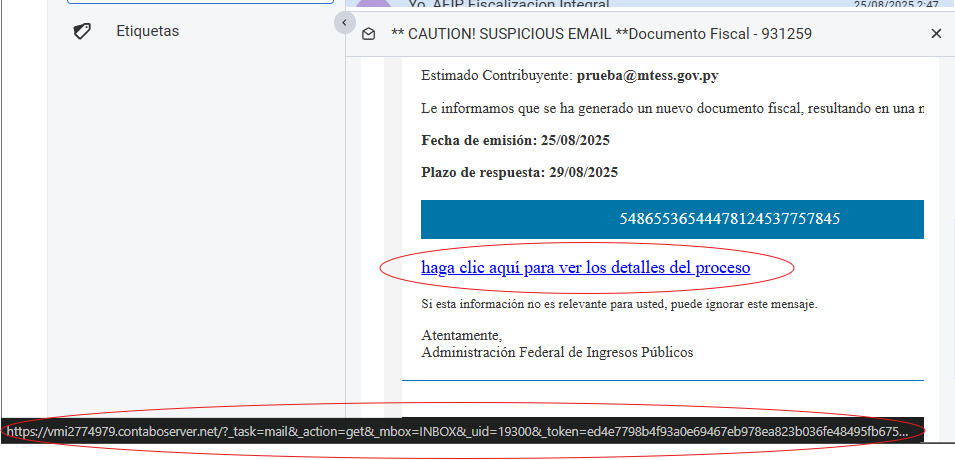 Yo, AFIP Fiscalizacion Integral
25/08/2025 2:47
Etiquetas
** CAUTION! SUSPICIOUS EMAIL **Documento Fiscal - 931259
Estimado Contribuyente: prueba@mtess.gov.py
Le informamos que se ha generado un nuevo documento fiscal, resultando en una n
Fecha de emisión: 25/08/2025
Plazo de respuesta: 29/08/2025
54865536544478124537757845
haga clic aquí para ver los detalles del proceso
Si esta información no es relevante para usted, puede ignorar este mensaje.
Atentamente,
Administración Federal de Ingresos Públicos
https://vmi2774979.contaboserver.net/?_task=mail&_action=get&_mbox=INBOX&_uid=19300&_token=ed4e7798b4f93a0e69467eb978ea823b036fe48495fb675...